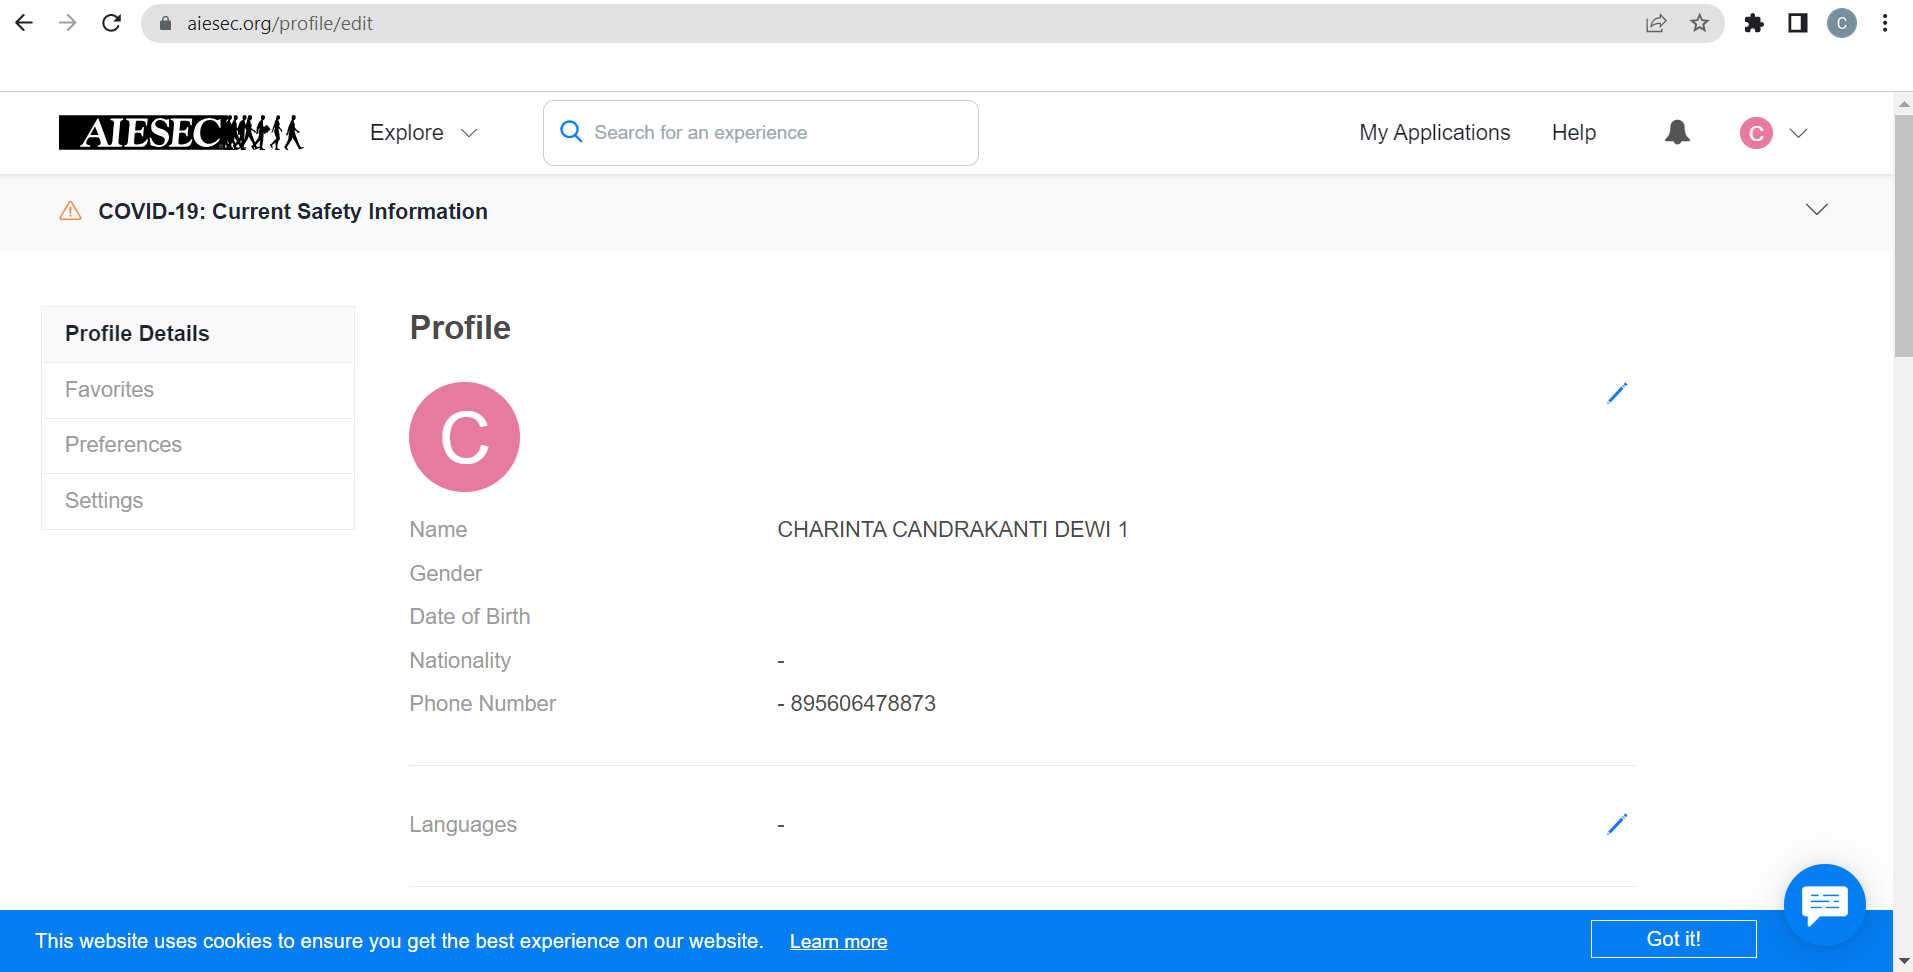 aiesec.org/profile/edit
C
AIESEC
Explore
Search for an experience
My Applications
Help
C
COVID-19: Current Safety Information
Profile Details
Favorites
Preferences
Settings
Profile
C
Name CHARINTA CANDRAKANTI DEWI 1
Gender
Date of Birth
Nationality -
Phone Number - 895606478873
Languages -
This website uses cookies to ensure you get the best experience on our website. Learn more
Got it!